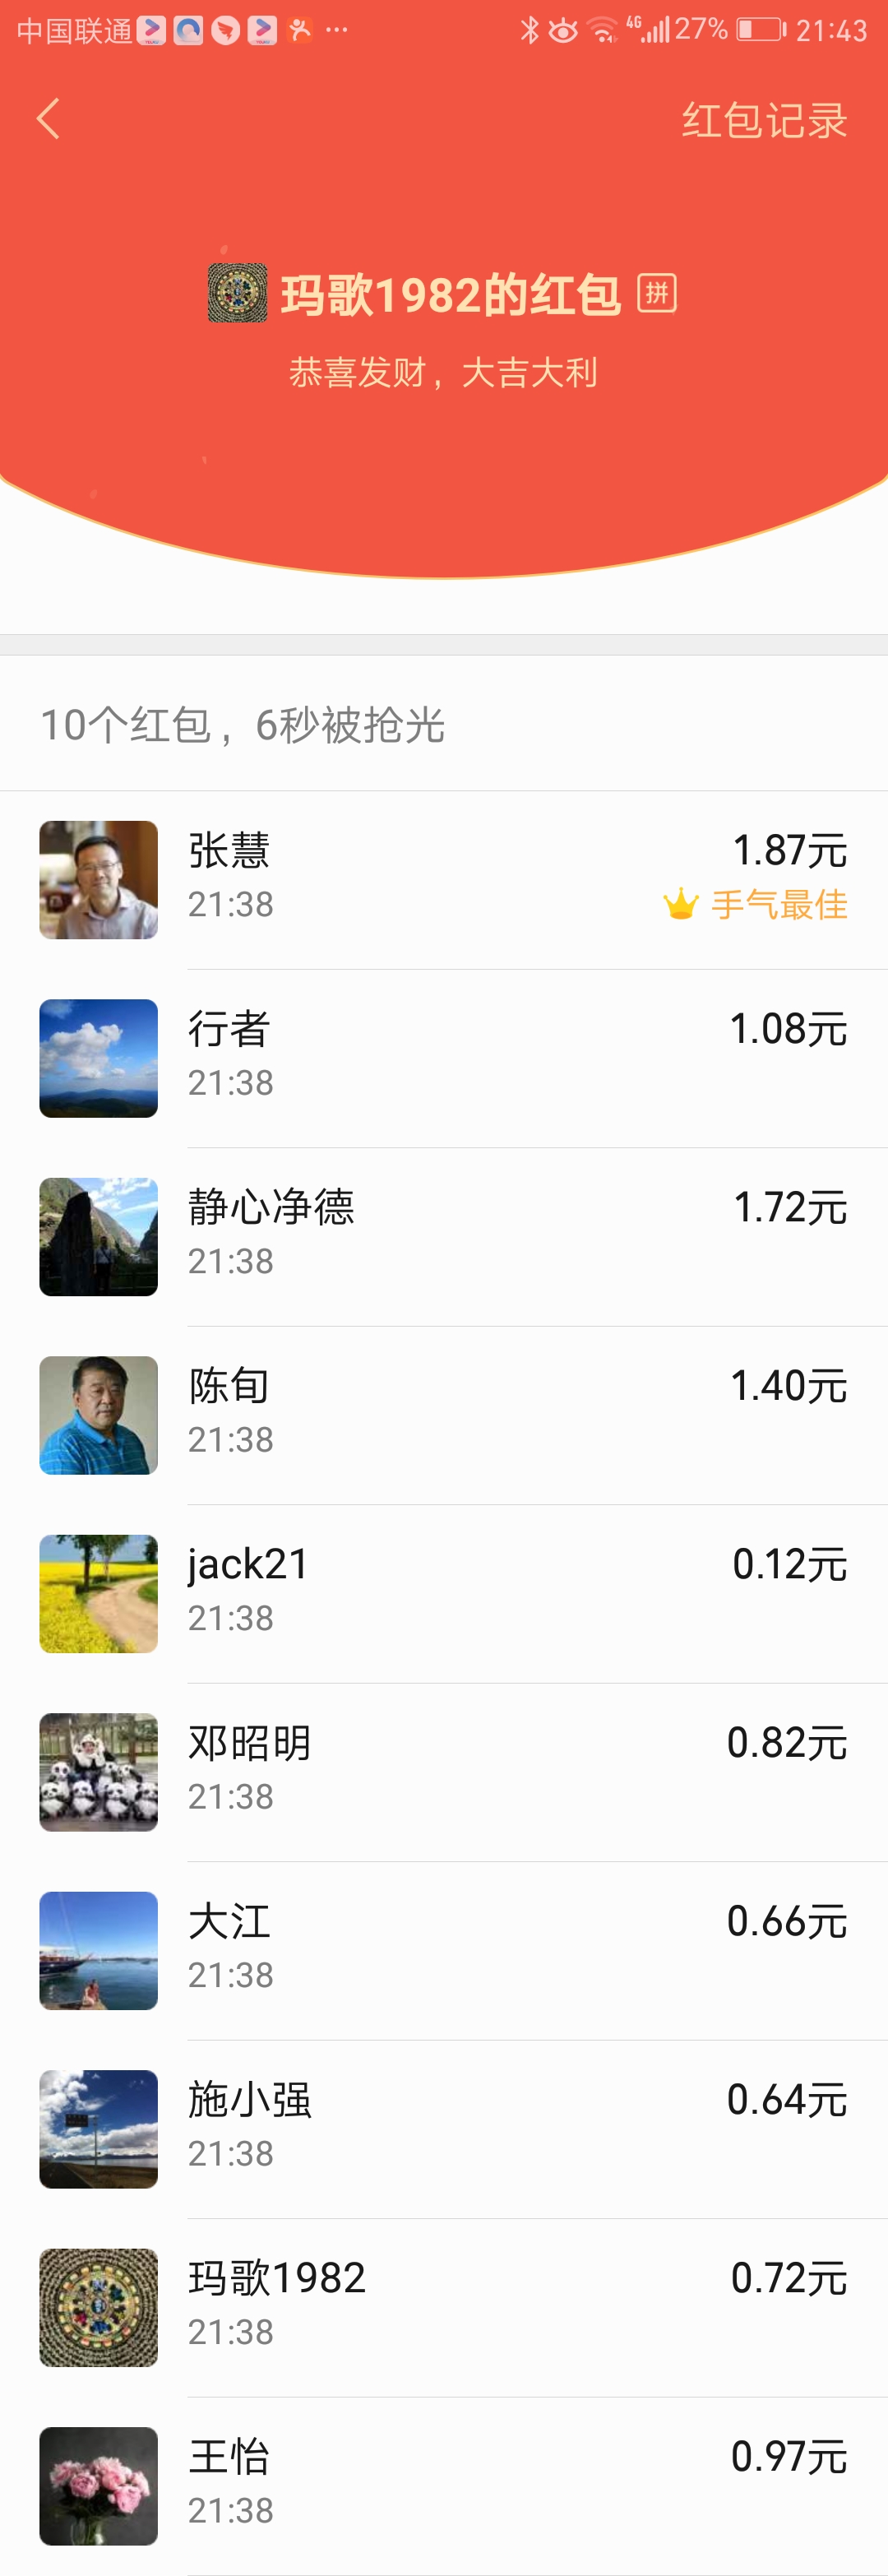 中国联通 4G 27% 21:43
红包记录
玛歌1982的红包 拼
恭喜发财，大吉大利
10个红包，6秒被抢光
张慧 1.87元
21:38 手气最佳
行者 1.08元
21:38
静心净德 1.72元
21:38
陈旬 1.40元
21:38
jack21 0.12元
21:38
邓昭明 0.82元
21:38
大江 0.66元
21:38
施小强 0.64元
21:38
玛歌1982 0.72元
21:38
王怡 0.97元
21:38